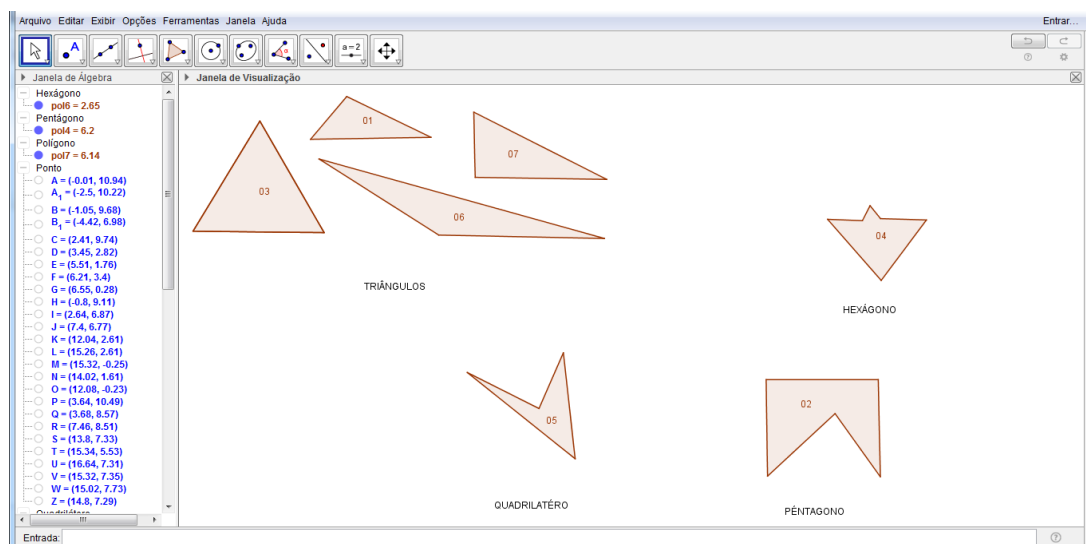 Arquivo Editar Exibir Opções Ferramentas Janela Ajuda
Entrar...
A
α
a=2
Janela de Álgebra
Janela de Visualização
Hexágono
pol6 = 2.65
Pentágono
pol4 = 6.2
Polígono
pol7 = 6.14
Ponto
A = (-0.01, 10.94)
A₁ = (-2.5, 10.22)
B = (-1.05, 9.68)
B₁ = (-4.42, 6.98)
C = (2.41, 9.74)
D = (3.45, 2.82)
E = (5.51, 1.76)
F = (6.21, 3.4)
G = (6.55, 0.28)
H = (-0.8, 9.11)
I = (2.64, 6.87)
J = (7.4, 6.77)
K = (12.04, 2.61)
L = (15.26, 2.61)
M = (15.32, -0.25)
N = (14.02, 1.61)
O = (12.08, -0.23)
P = (3.64, 10.49)
Q = (3.68, 8.57)
R = (7.46, 8.51)
S = (13.8, 7.33)
T = (15.34, 5.53)
U = (16.64, 7.31)
V = (15.32, 7.35)
W = (15.02, 7.73)
Z = (14.8, 7.29)
01
07
03
06
04
TRIÂNGULOS
HEXÁGONO
05
02
QUADRILATÉRO
PÉNTAGONO
Entrada: